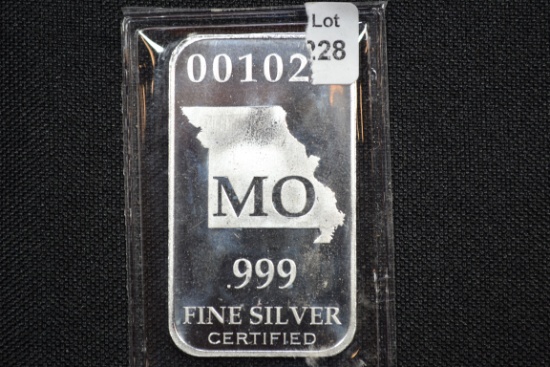 Lot
228
00102
MO
.999
FINE SILVER
CERTIFIED